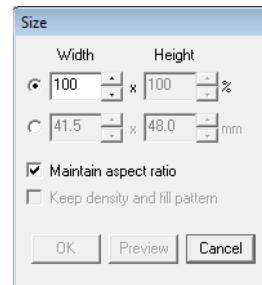 Size
Width Height
100 x 100 %
41.5 x 48.0 mm
Maintain aspect ratio
Keep density and fill pattern
OK Preview Cancel